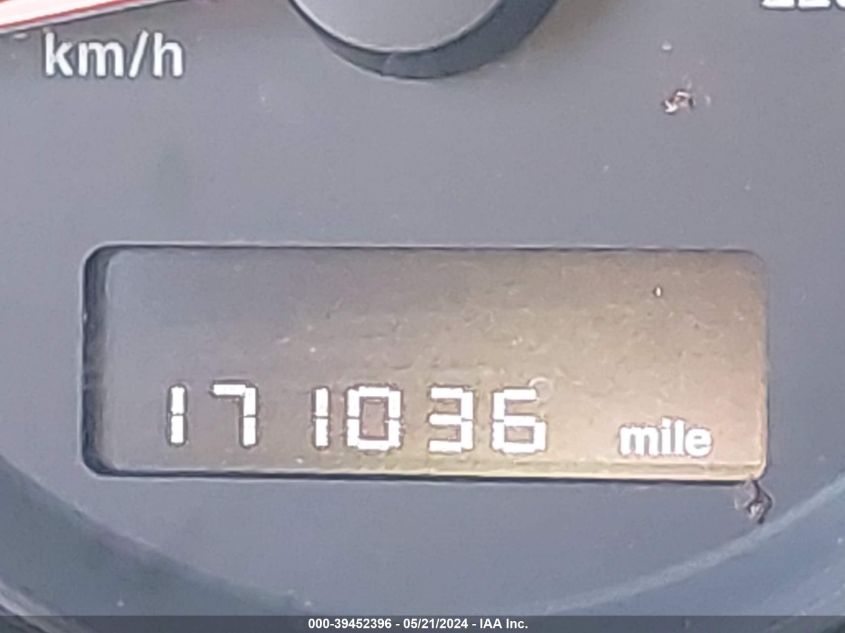 km/h
171036 mile
000-39452396 - 05/21/2024 - IAA Inc.